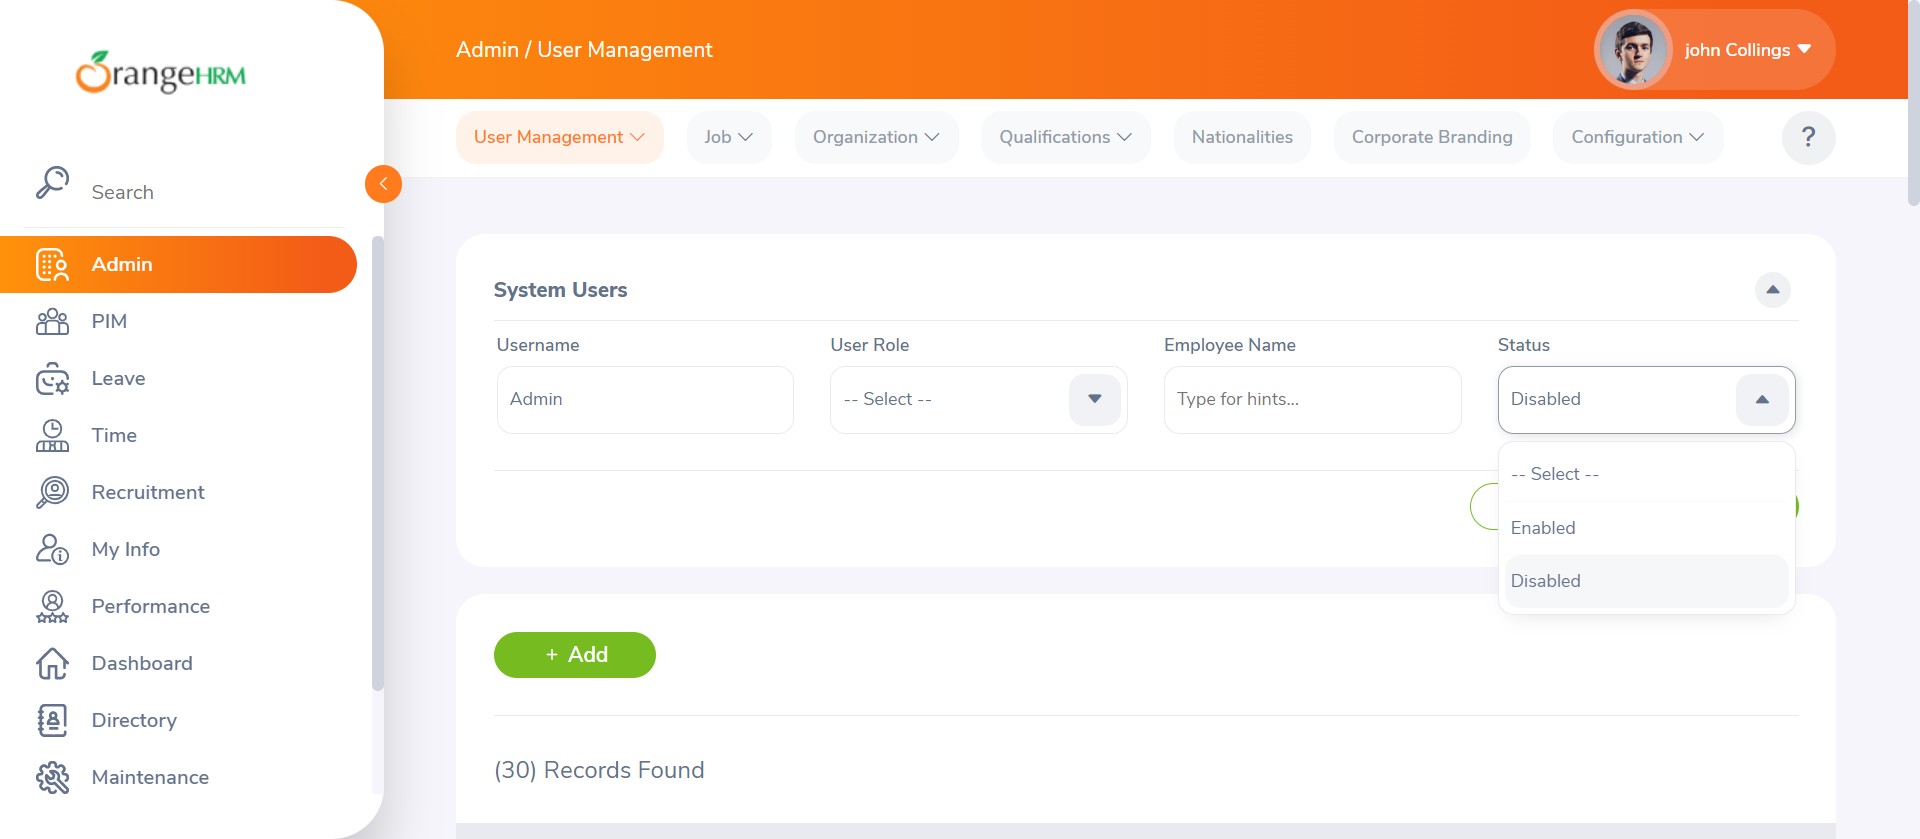 OrangeHRM
Admin / User Management
john Collings
User Management
Job
Organization
Qualifications
Nationalities
Corporate Branding
Configuration
?
Search
Admin
PIM
Leave
Time
Recruitment
My Info
Performance
Dashboard
Directory
Maintenance
System Users
Username
User Role
Employee Name
Status
Admin
-- Select --
Type for hints...
Disabled
-- Select --
Enabled
Disabled
+ Add
(30) Records Found